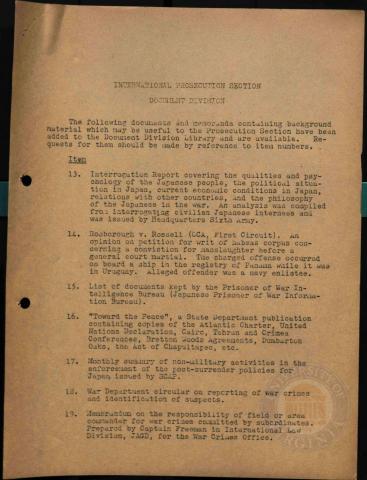 INTERNATIONAL PROSECUTION SECTION
DOCUMENT DIVISION
The following documents and memoranda containing background
material which may be useful to the Prosecution Section have been
added to the Document Division Library and are available. Re-
quests for them should be made by reference to item numbers.
Item
13. Interrogation Report covering the qualities and psy-
chology of the Japanese people, the political situa-
tion in Japan, current economic conditions in Japan,
relations with other countries, and the philosophy
of the Japanese in the war. An analysis was compiled
from interrogating civilian Japanese internees and
was issued by Headquarters Sixth Army.
14. Rosborough v. Rossell (CCA, First Circuit). An
opinion on petition for writ of habeas corpus con-
cerning a conviction for manslaughter before a
general court martial. The charged offense occurred
on board a ship in the registry of Panama while it was
in Uruguay. Alleged offender was a navy enlistee.
15. List of documents kept by the Prisoner of War In-
telligence Bureau (Japanese Prisoner of War Informa-
tion Bureau).
16. "Toward the Peace", a State Department publication
containing copies of the Atlantic Charter, United
Nations Declaration, Cairo, Tehran and Crimea
Conferences, Bretton Woods Agreements, Dumbarton
Oaks, the Act of Chapultepec, etc.
17. Monthly summary of non-military activities in the
enforcement of the post-surrender policies for
Japan issued by SCAP.
18. War Department circular on reporting of war crimes
and identification of suspects.
19. Memorandum on the responsibility of field or area
commander for war crimes committed by subordinates.
Prepared by Captain Freeman in International Law
Division, JAGD, for the War Crimes Office.